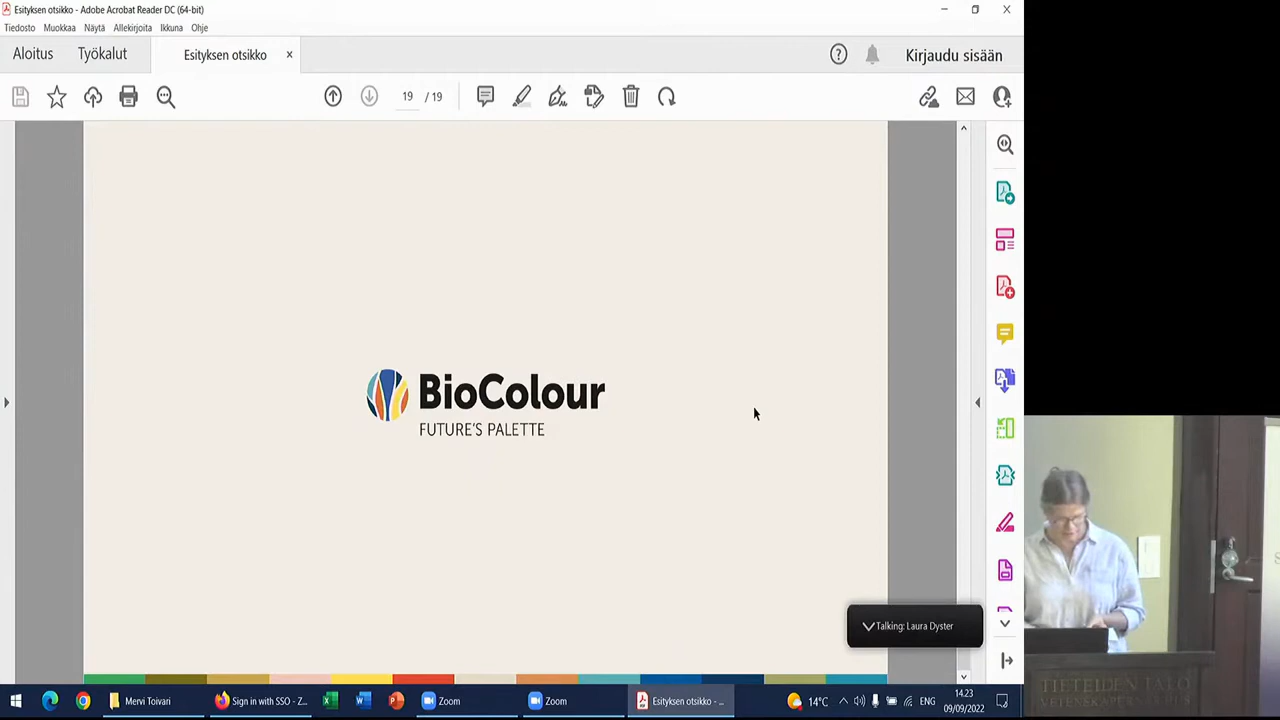 Esityksen otsikko - Adobe Acrobat Reader DC (64-bit)
Tiedosto Muokkaa Näytä Allekirjoita Ikkuna Ohje
Aloitus Työkalut Esityksen otsikko × Kirjaudu sisään
19 / 19
BioColour
FUTURE'S PALETTE
Talking: Laura Dyster
TIETEIDEN TALO
VETENSKAPERNAS HUS
Mervi Toivari Sign in with SSO - Z... Zoom Zoom Esityksen otsikko - ... 14°C ENG 14.23
09/09/2022